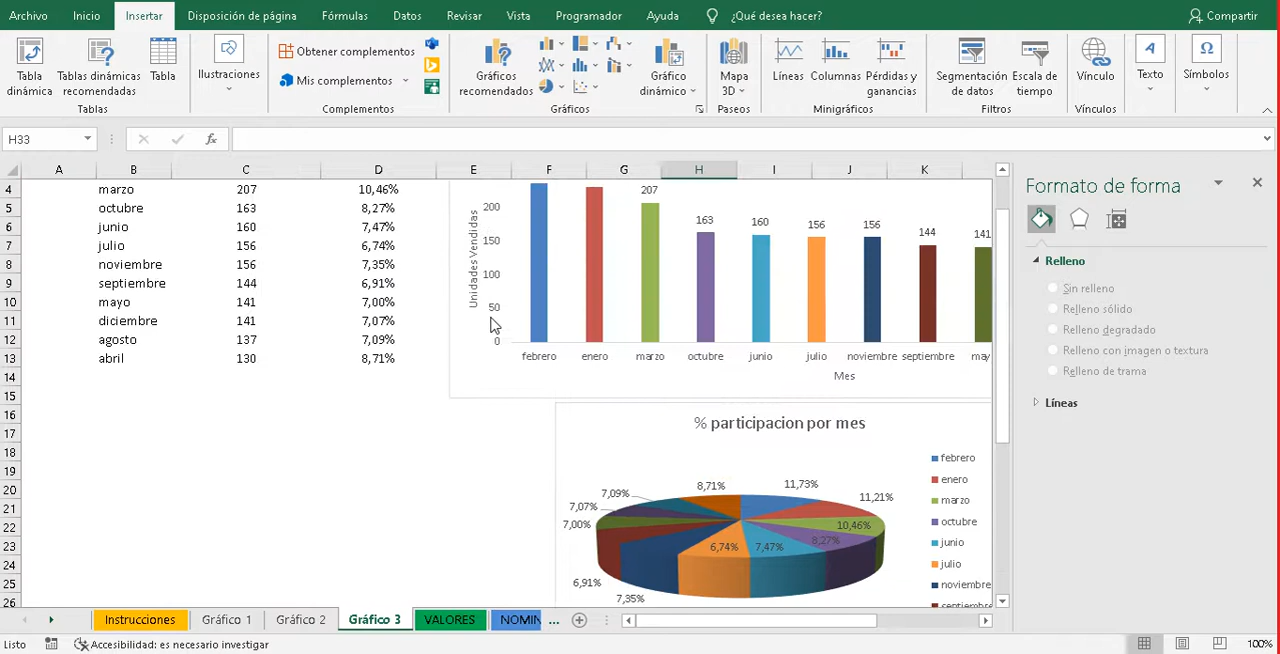 Archivo Inicio Insertar Disposición de página Fórmulas Datos Revisar Vista Programador Ayuda ¿Qué desea hacer? Compartir
Tabla dinámica
Tablas dinámicas recomendadas
Tabla
Tablas
Ilustraciones
Obtener complementos
Mis complementos
Complementos
Gráficos recomendados
Gráfico dinámico
Gráficos
Mapa 3D
Paseos
Líneas
Columnas
Pérdidas y ganancias
Minigráficos
Segmentación de datos
Escala de tiempo
Filtros
Vínculo
Vínculos
A
Texto
Ω
Símbolos
H33
fx
A B C D E F G H I J K
4 marzo 207 10,46%
5 octubre 163 8,27%
6 junio 160 7,47%
7 julio 156 6,74%
8 noviembre 156 7,35%
9 septiembre 144 6,91%
10 mayo 141 7,00%
11 diciembre 141 7,07%
12 agosto 137 7,09%
13 abril 130 8,71%
14
15
16
17
18
19
20
21
22
23
24
25
26
Unidades Vendidas
200
150
100
50
0
207 163 160 156 156 144 141
febrero enero marzo octubre junio julio noviembre septiembre may
Mes
% participacion por mes
8,71%
11,73%
11,21%
10,46%
8,27%
7,47%
6,74%
7,35%
6,91%
7,00%
7,07%
7,09%
febrero
enero
marzo
octubre
junio
julio
noviembre
septiembre
Formato de forma
Relleno
Sin relleno
Relleno sólido
Relleno degradado
Relleno con imagen o textura
Relleno de trama
Líneas
Instrucciones Gráfico 1 Gráfico 2 Gráfico 3 VALORES NOMIN ...
Listo Accesibilidad: es necesario investigar 100%